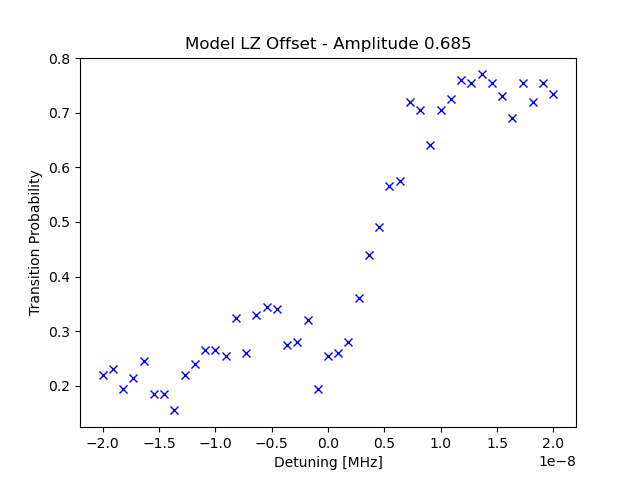 Model LZ Offset - Amplitude 0.685
Transition Probability
0.8
0.7
0.6
0.5
0.4
0.3
0.2
−2.0 −1.5 −1.0 −0.5 0.0 0.5 1.0 1.5 2.0
Detuning [MHz]
1e−8